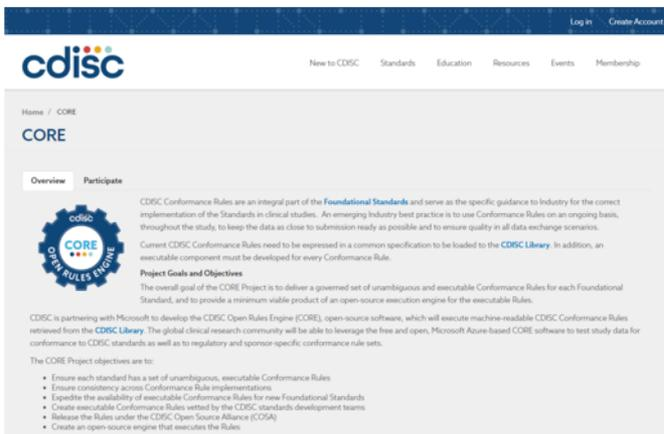 Log in Create Account
cdisc
New to CDISC Standards Education Resources Events Membership
Home / CORE
CORE
Overview Participate
CDISC Conformance Rules are an integral part of the Foundational Standards and serve as the specific guidance to Industry for the correct
implementation of the Standards in clinical studies. An emerging Industry best practice is to use Conformance Rules on an ongoing basis,
throughout the study, to keep the data as close to submission ready as possible and to ensure quality in all data exchange scenarios.
cdisc
CORE
OPEN RULES ENGINE
Current CDISC Conformance Rules need to be expressed in a common specification to be loaded to the CDISC Library. In addition, an
executable component must be developed for every Conformance Rule.
Project Goals and Objectives
The overall goal of the CORE Project is to deliver a governed set of unambiguous and executable Conformance Rules for each Foundational
Standard, and to provide a minimum viable product of an open-source execution engine for the executable Rules.
CDISC is partnering with Microsoft to develop the CDISC Open Rules Engine (CORE), open-source software, which will execute machine-readable CDISC Conformance Rules
retrieved from the CDISC Library. The global clinical research community will be able to leverage the free and open, Microsoft Azure-based CORE software to test study data for
conformance to CDISC standards as well as to regulatory and sponsor-specific conformance rule sets.
The CORE Project objectives are to:
• Ensure each standard has a set of unambiguous, executable Conformance Rules
• Ensure consistency across Conformance Rule implementations
• Expedite the availability of executable Conformance Rules for new Foundational Standards
• Create executable Conformance Rules vetted by the CDISC standards development teams
• Release the Rules under the CDISC Open Source Alliance (COSA)
• Create an open-source engine that executes the Rules